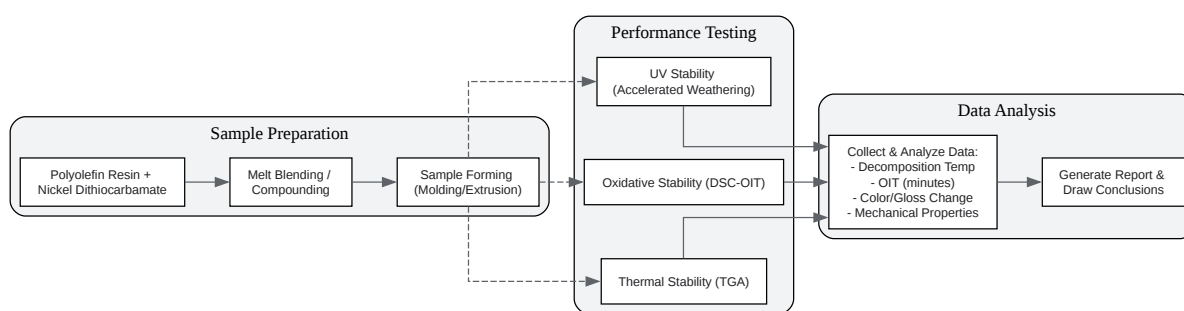 Sample Preparation
Polyolefin Resin +
Nickel Dithiocarbamate
Melt Blending /
Compounding
Sample Forming
(Molding/Extrusion)
Performance Testing
UV Stability
(Accelerated Weathering)
Oxidative Stability (DSC-OIT)
Thermal Stability (TGA)
Data Analysis
Collect & Analyze Data:
- Decomposition Temp
- OIT (minutes)
- Color/Gloss Change
- Mechanical Properties
Generate Report &
Draw Conclusions